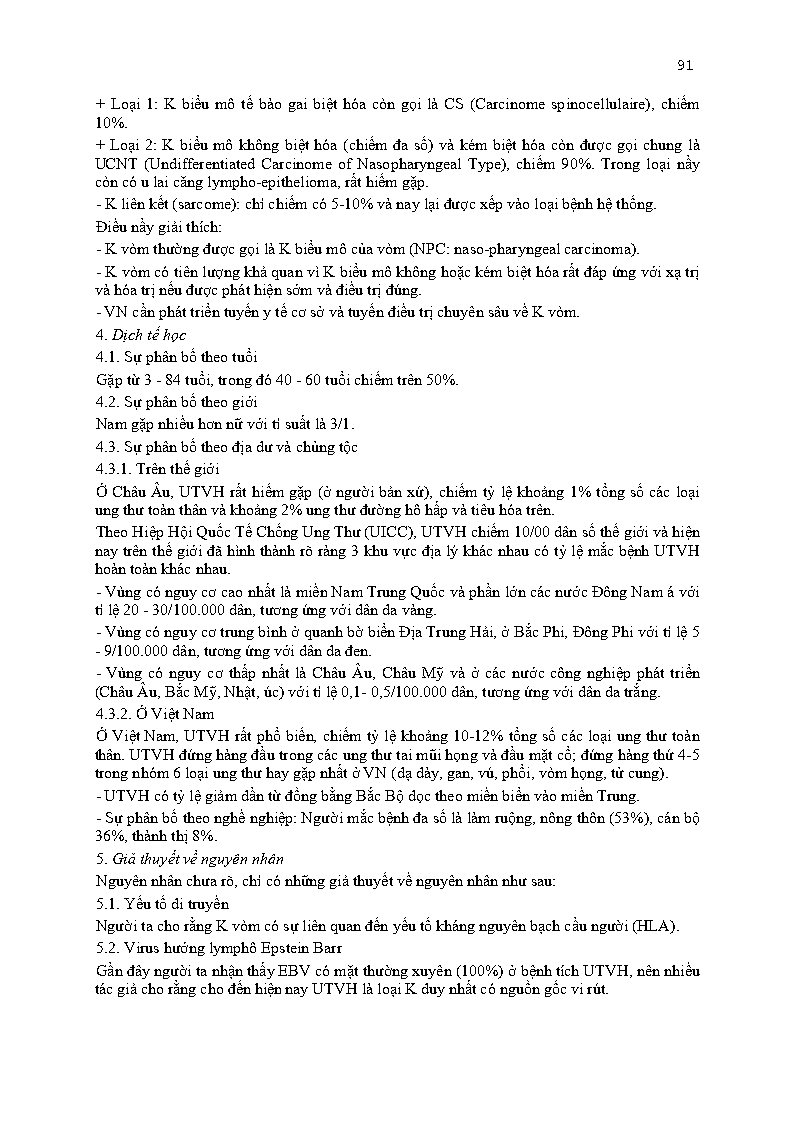 91
+ Loại 1: K biểu mô tế bào gai biệt hóa còn gọi là CS (Carcinome spinocellulaire), chiếm
10%.
+ Loại 2: K biểu mô không biệt hóa (chiếm đa số) và kém biệt hóa còn được gọi chung là
UCNT (Undifferentiated Carcinome of Nasopharyngeal Type), chiếm 90%. Trong loại nầy
còn có u lai căng lympho-epithelioma, rất hiếm gặp.
- K liên kết (sarcome): chỉ chiếm có 5-10% và nay lại được xếp vào loại bệnh hệ thống.
Điều nầy giải thích:
- K vòm thường được gọi là K biểu mô của vòm (NPC: naso-pharyngeal carcinoma).
- K vòm có tiên lượng khả quan vì K biểu mô không hoặc kém biệt hóa rất đáp ứng với xạ trị
và hóa trị nếu được phát hiện sớm và điều trị đúng.
- VN cần phát triển tuyến y tế cơ sở và tuyến điều trị chuyên sâu về K vòm.
4. Dịch tế học
4.1. Sự phân bố theo tuổi
Gặp từ 3 - 84 tuổi, trong đó 40 - 60 tuổi chiếm trên 50%.
4.2. Sự phân bố theo giới
Nam gặp nhiều hơn nữ với tỉ suất là 3/1.
4.3. Sự phân bố theo địa dư và chủng tộc
4.3.1. Trên thế giới
Ở Châu Âu, UTVH rất hiếm gặp (ở người bản xứ), chiếm tỷ lệ khoảng 1% tổng số các loại
ung thư toàn thân và khoảng 2% ung thư đường hô hấp và tiêu hóa trên.
Theo Hiệp Hội Quốc Tế Chống Ung Thư (UICC), UTVH chiếm 10/00 dân số thế giới và hiện
nay trên thế giới đã hình thành rõ ràng 3 khu vực địa lý khác nhau có tỷ lệ mắc bệnh UTVH
hoàn toàn khác nhau.
- Vùng có nguy cơ cao nhất là miền Nam Trung Quốc và phần lớn các nước Đông Nam á với
tỉ lệ 20 - 30/100.000 dân, tương ứng với dân da vàng.
- Vùng có nguy cơ trung bình ở quanh bờ biển Địa Trung Hải, ở Bắc Phi, Đông Phi với tỉ lệ 5
- 9/100.000 dân, tương ứng với dân da đen.
- Vùng có nguy cơ thấp nhất là Châu Âu, Châu Mỹ và ở các nước công nghiệp phát triển
(Châu Âu, Bắc Mỹ, Nhật, úc) với tỉ lệ 0,1- 0,5/100.000 dân, tương ứng với dân da trắng.
4.3.2. Ở Việt Nam
Ở Việt Nam, UTVH rất phổ biến, chiếm tỷ lệ khoảng 10-12% tổng số các loại ung thư toàn
thân. UTVH đứng hàng đầu trong các ung thư tai mũi họng và đầu mặt cổ; đứng hàng thứ 4-5
trong nhóm 6 loại ung thư hay gặp nhất ở VN (dạ dày, gan, vú, phổi, vòm họng, tử cung).
- UTVH có tỷ lệ giảm dần từ đồng bằng Bắc Bộ dọc theo miền biển vào miền Trung.
- Sự phân bố theo nghề nghiệp: Người mắc bệnh đa số là làm ruộng, nông thôn (53%), cán bộ
36%, thành thị 8%.
5. Giả thuyết về nguyên nhân
Nguyên nhân chưa rõ, chỉ có những giả thuyết về nguyên nhân như sau:
5.1. Yếu tố di truyền
Người ta cho rằng K vòm có sự liên quan đến yếu tố kháng nguyên bạch cầu người (HLA).
5.2. Virus hướng lymphô Epstein Barr
Gần đây người ta nhận thấy EBV có mặt thường xuyên (100%) ở bệnh tích UTVH, nên nhiều
tác giả cho rằng cho đến hiện nay UTVH là loại K duy nhất có nguồn gốc vi rút.